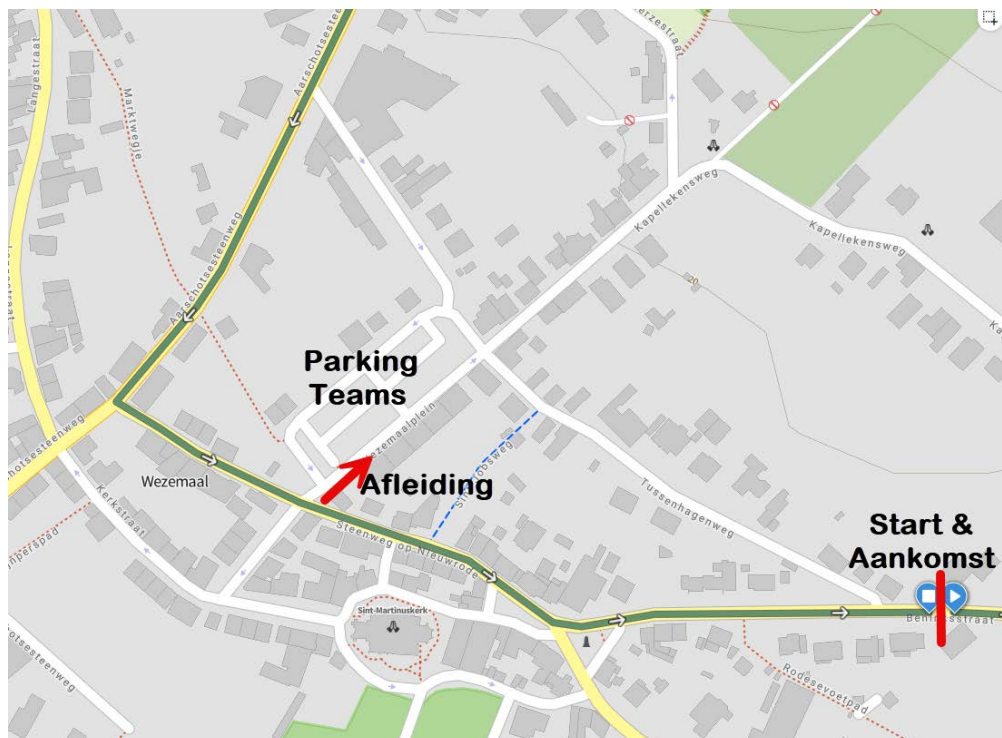 Langestraat
Marktwegje
Aarschotsesteenweg
Kapellekensweg
Kapellekensweg
20
Aarschotsesteenweg
Parking
Teams
Afleiding
Wezemaal
Kerkstraat
Steenweg op Nieuwrode
Tussenhagenweg
Start &
Aankomst
Sint-Martinuskerk
Rodesevoetpad